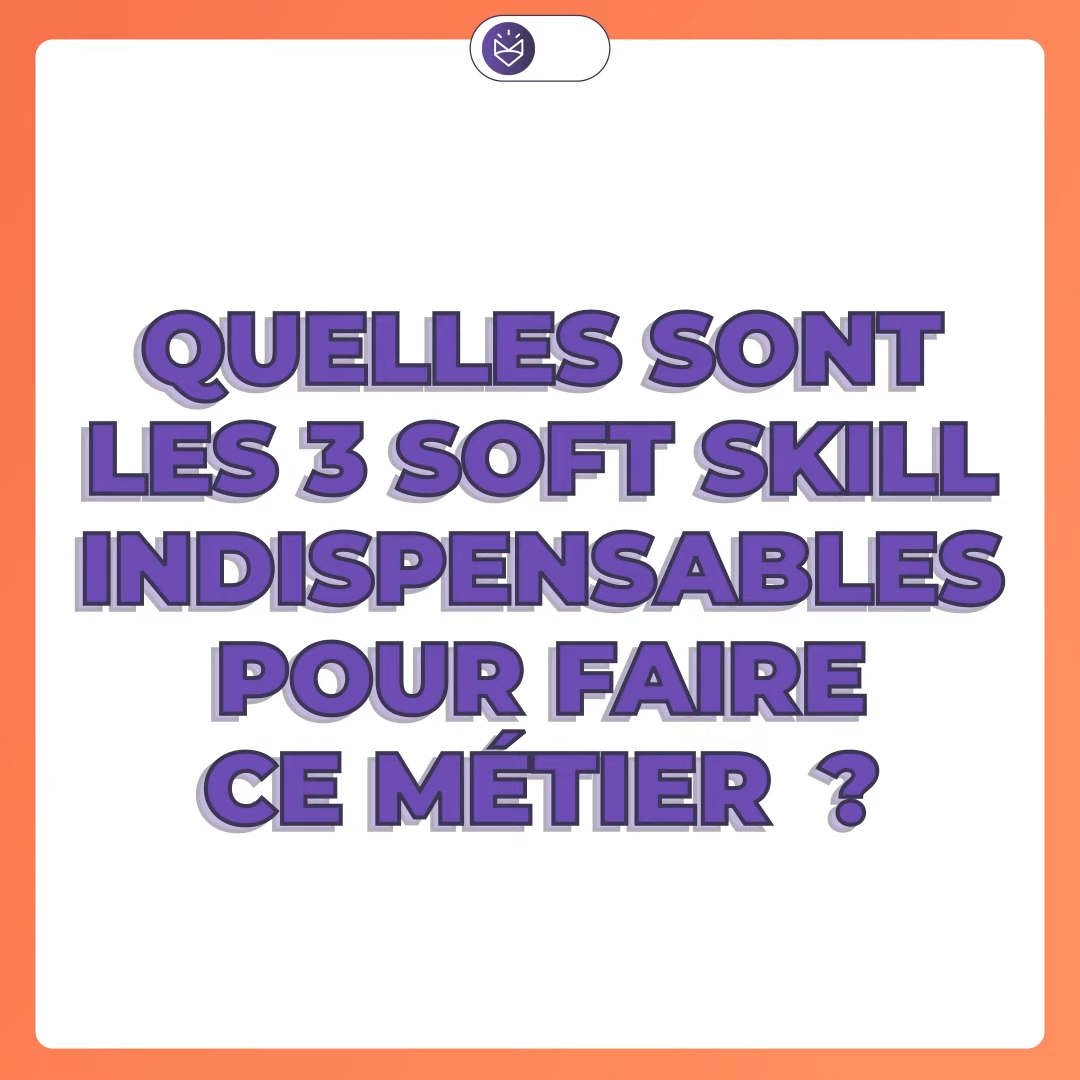 QUELLES SONT
LES 3 SOFT SKILL
INDISPENSABLES
POUR FAIRE
CE MÉTIER ?